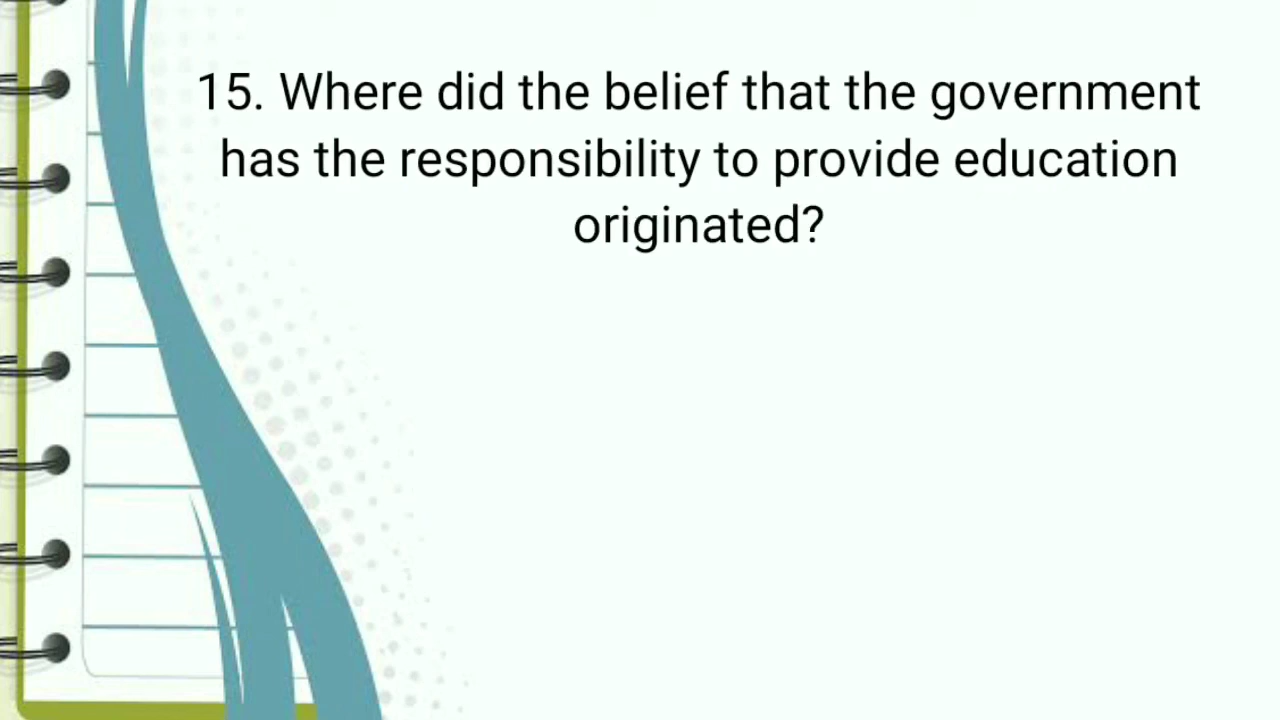 15. Where did the belief that the government
has the responsibility to provide education
originated?